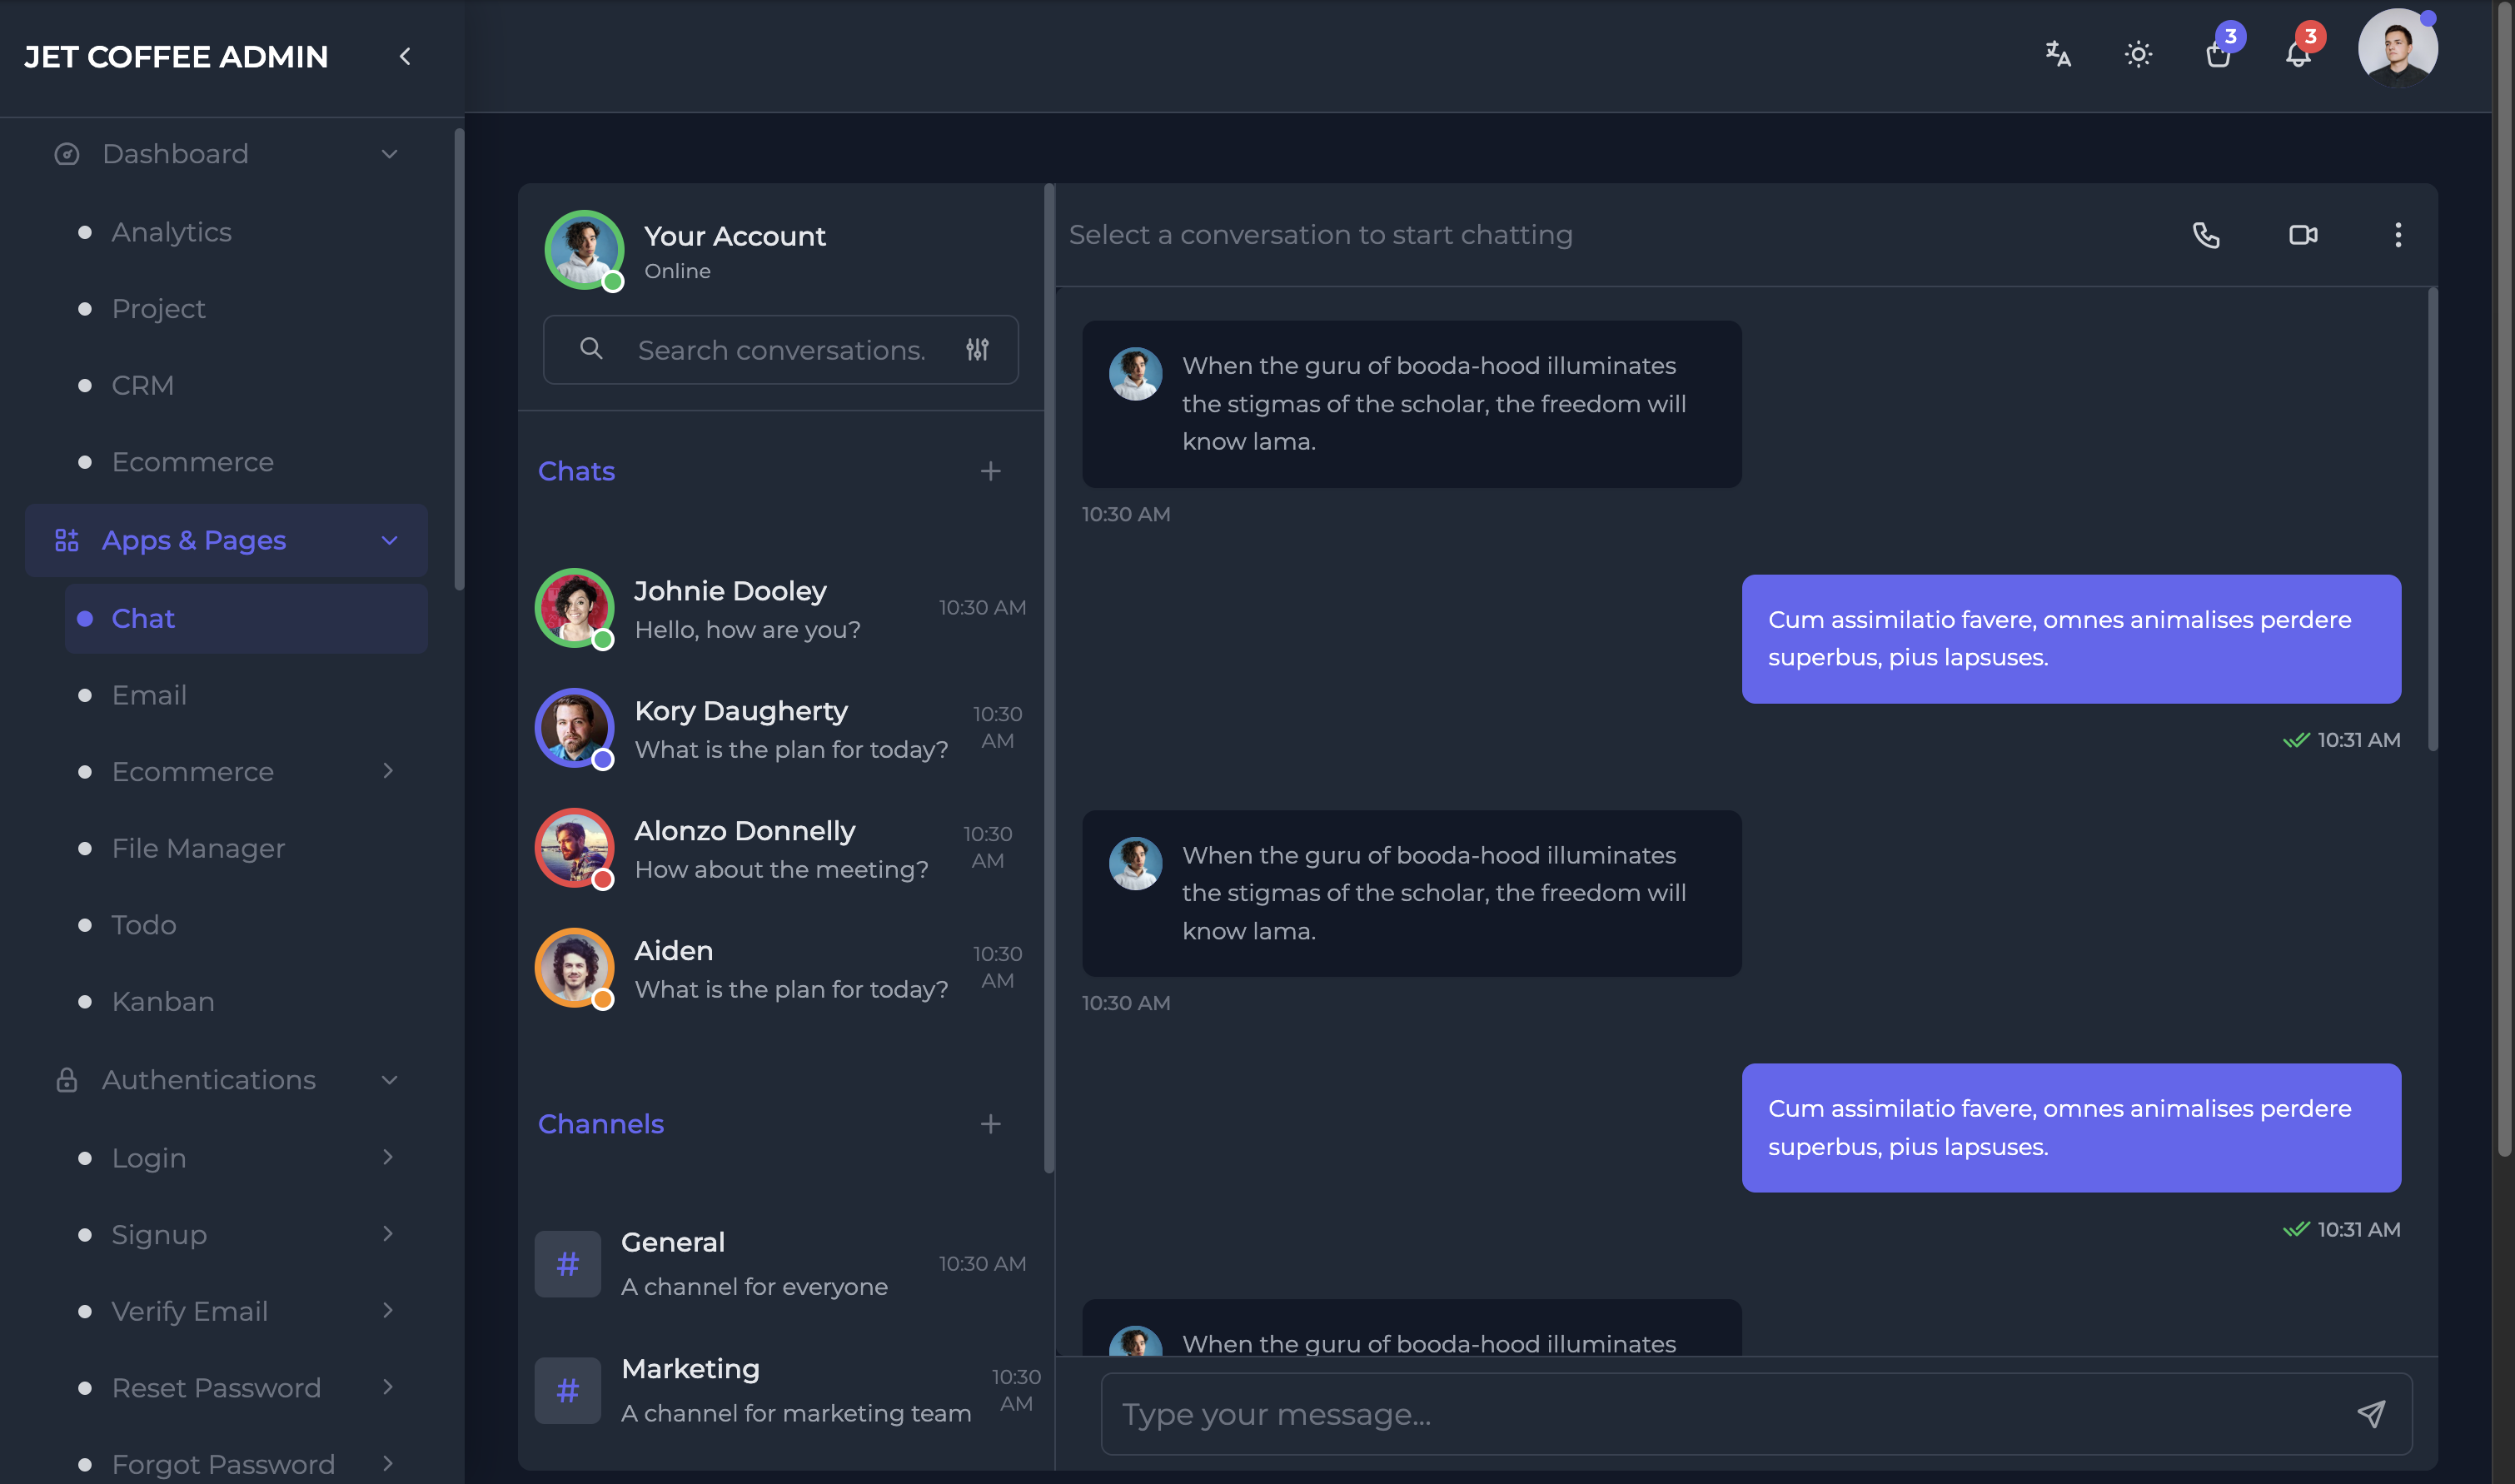 JET COFFEE ADMIN
3
3
Dashboard
Analytics
Project
CRM
Ecommerce
Apps & Pages
Chat
Email
Ecommerce
File Manager
Todo
Kanban
Authentications
Login
Signup
Verify Email
Reset Password
Forgot Password
Your Account
Online
Search conversations.
Chats
Johnie Dooley
Hello, how are you?
10:30 AM
Kory Daugherty
What is the plan for today?
10:30
AM
Alonzo Donnelly
How about the meeting?
10:30
AM
Aiden
What is the plan for today?
10:30
AM
Channels
#
General
A channel for everyone
10:30 AM
#
Marketing
A channel for marketing team
10:30
AM
Select a conversation to start chatting
When the guru of booda-hood illuminates
the stigmas of the scholar, the freedom will
know lama.
10:30 AM
Cum assimilatio favere, omnes animalises perdere
superbus, pius lapsuses.
10:31 AM
When the guru of booda-hood illuminates
the stigmas of the scholar, the freedom will
know lama.
10:30 AM
Cum assimilatio favere, omnes animalises perdere
superbus, pius lapsuses.
10:31 AM
When the guru of booda-hood illuminates
Type your message...